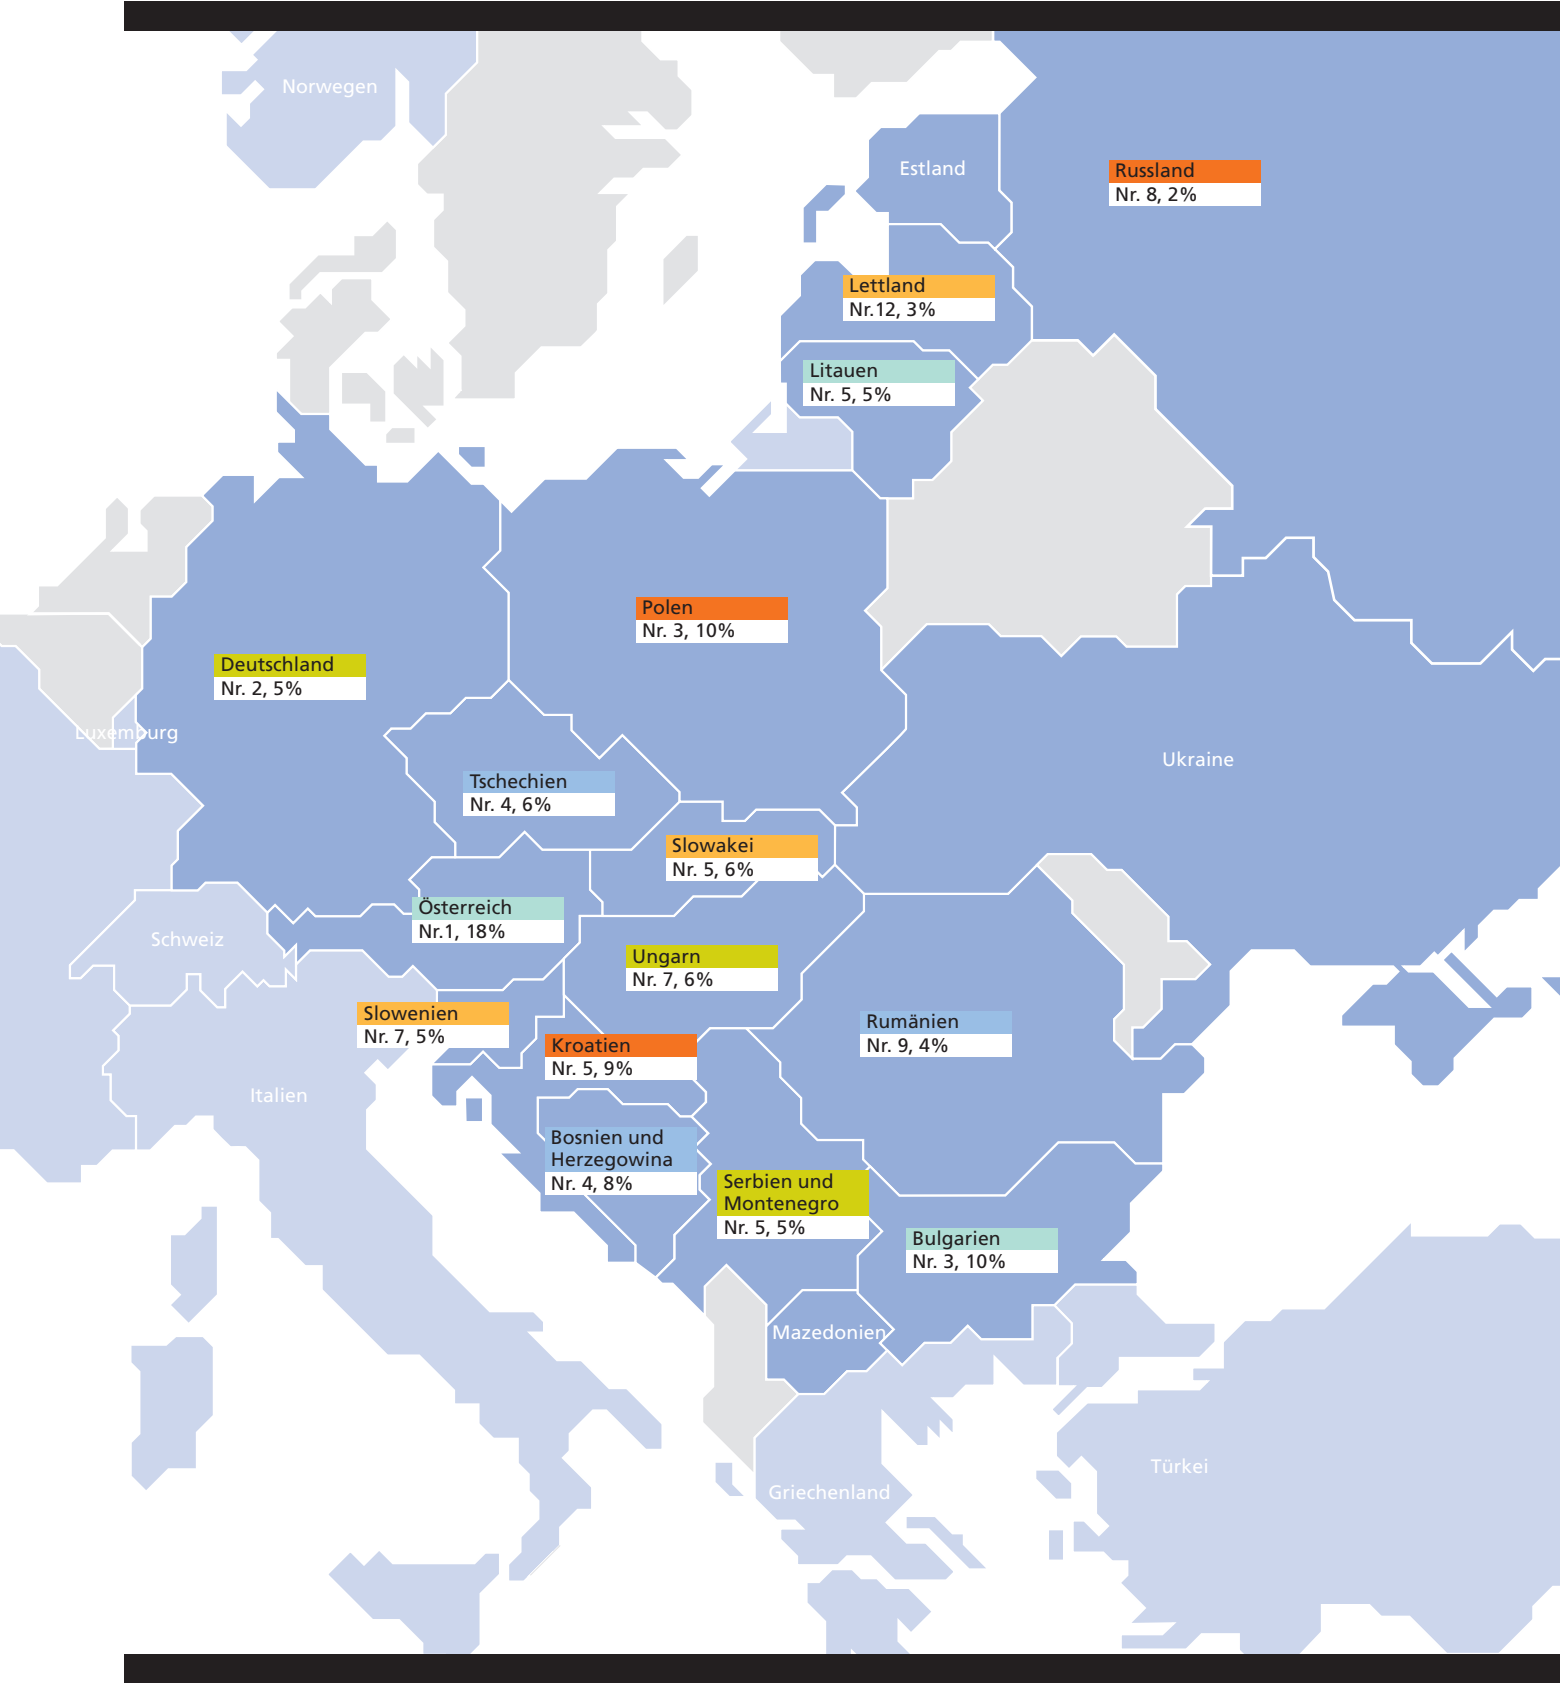 Norwegen
Estland
Russland
Nr. 8, 2%
Lettland
Nr.12, 3%
Litauen
Nr. 5, 5%
Polen
Nr. 3, 10%
Deutschland
Nr. 2, 5%
Luxemburg
Ukraine
Tschechien
Nr. 4, 6%
Slowakei
Nr. 5, 6%
Österreich
Nr.1, 18%
Schweiz
Ungarn
Nr. 7, 6%
Slowenien
Nr. 7, 5%
Rumänien
Nr. 9, 4%
Kroatien
Nr. 5, 9%
Italien
Bosnien und
Herzegowina
Nr. 4, 8%
Serbien und
Montenegro
Nr. 5, 5%
Bulgarien
Nr. 3, 10%
Mazedonien
Türkei
Griechenland